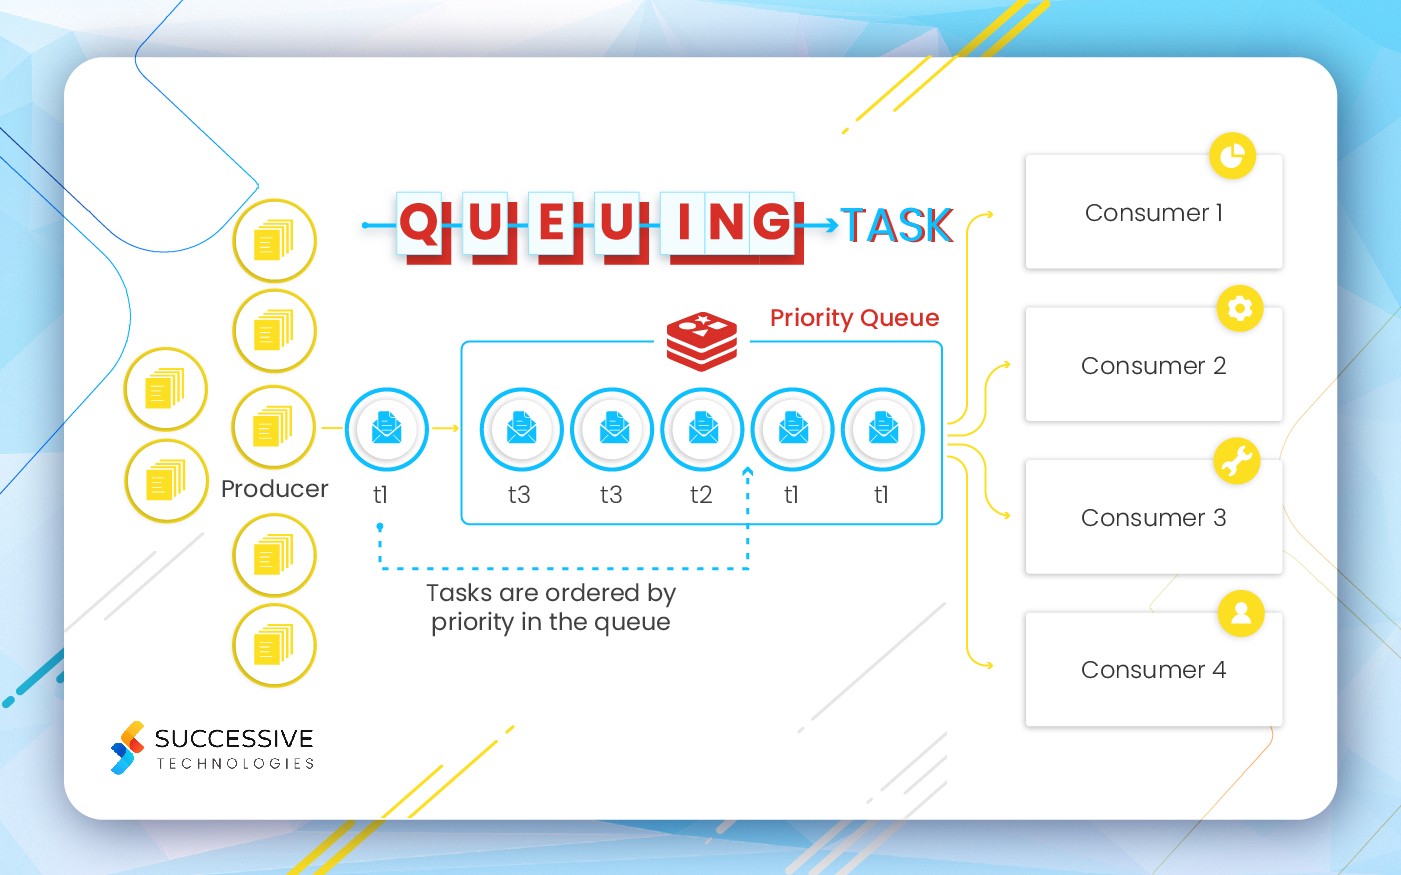 QUEUING TASK
Priority Queue
Producer
t1
t3
t3
t2
t1
t1
Tasks are ordered by
priority in the queue
Consumer 1
Consumer 2
Consumer 3
Consumer 4
SUCCESSIVE
TECHNOLOGIES